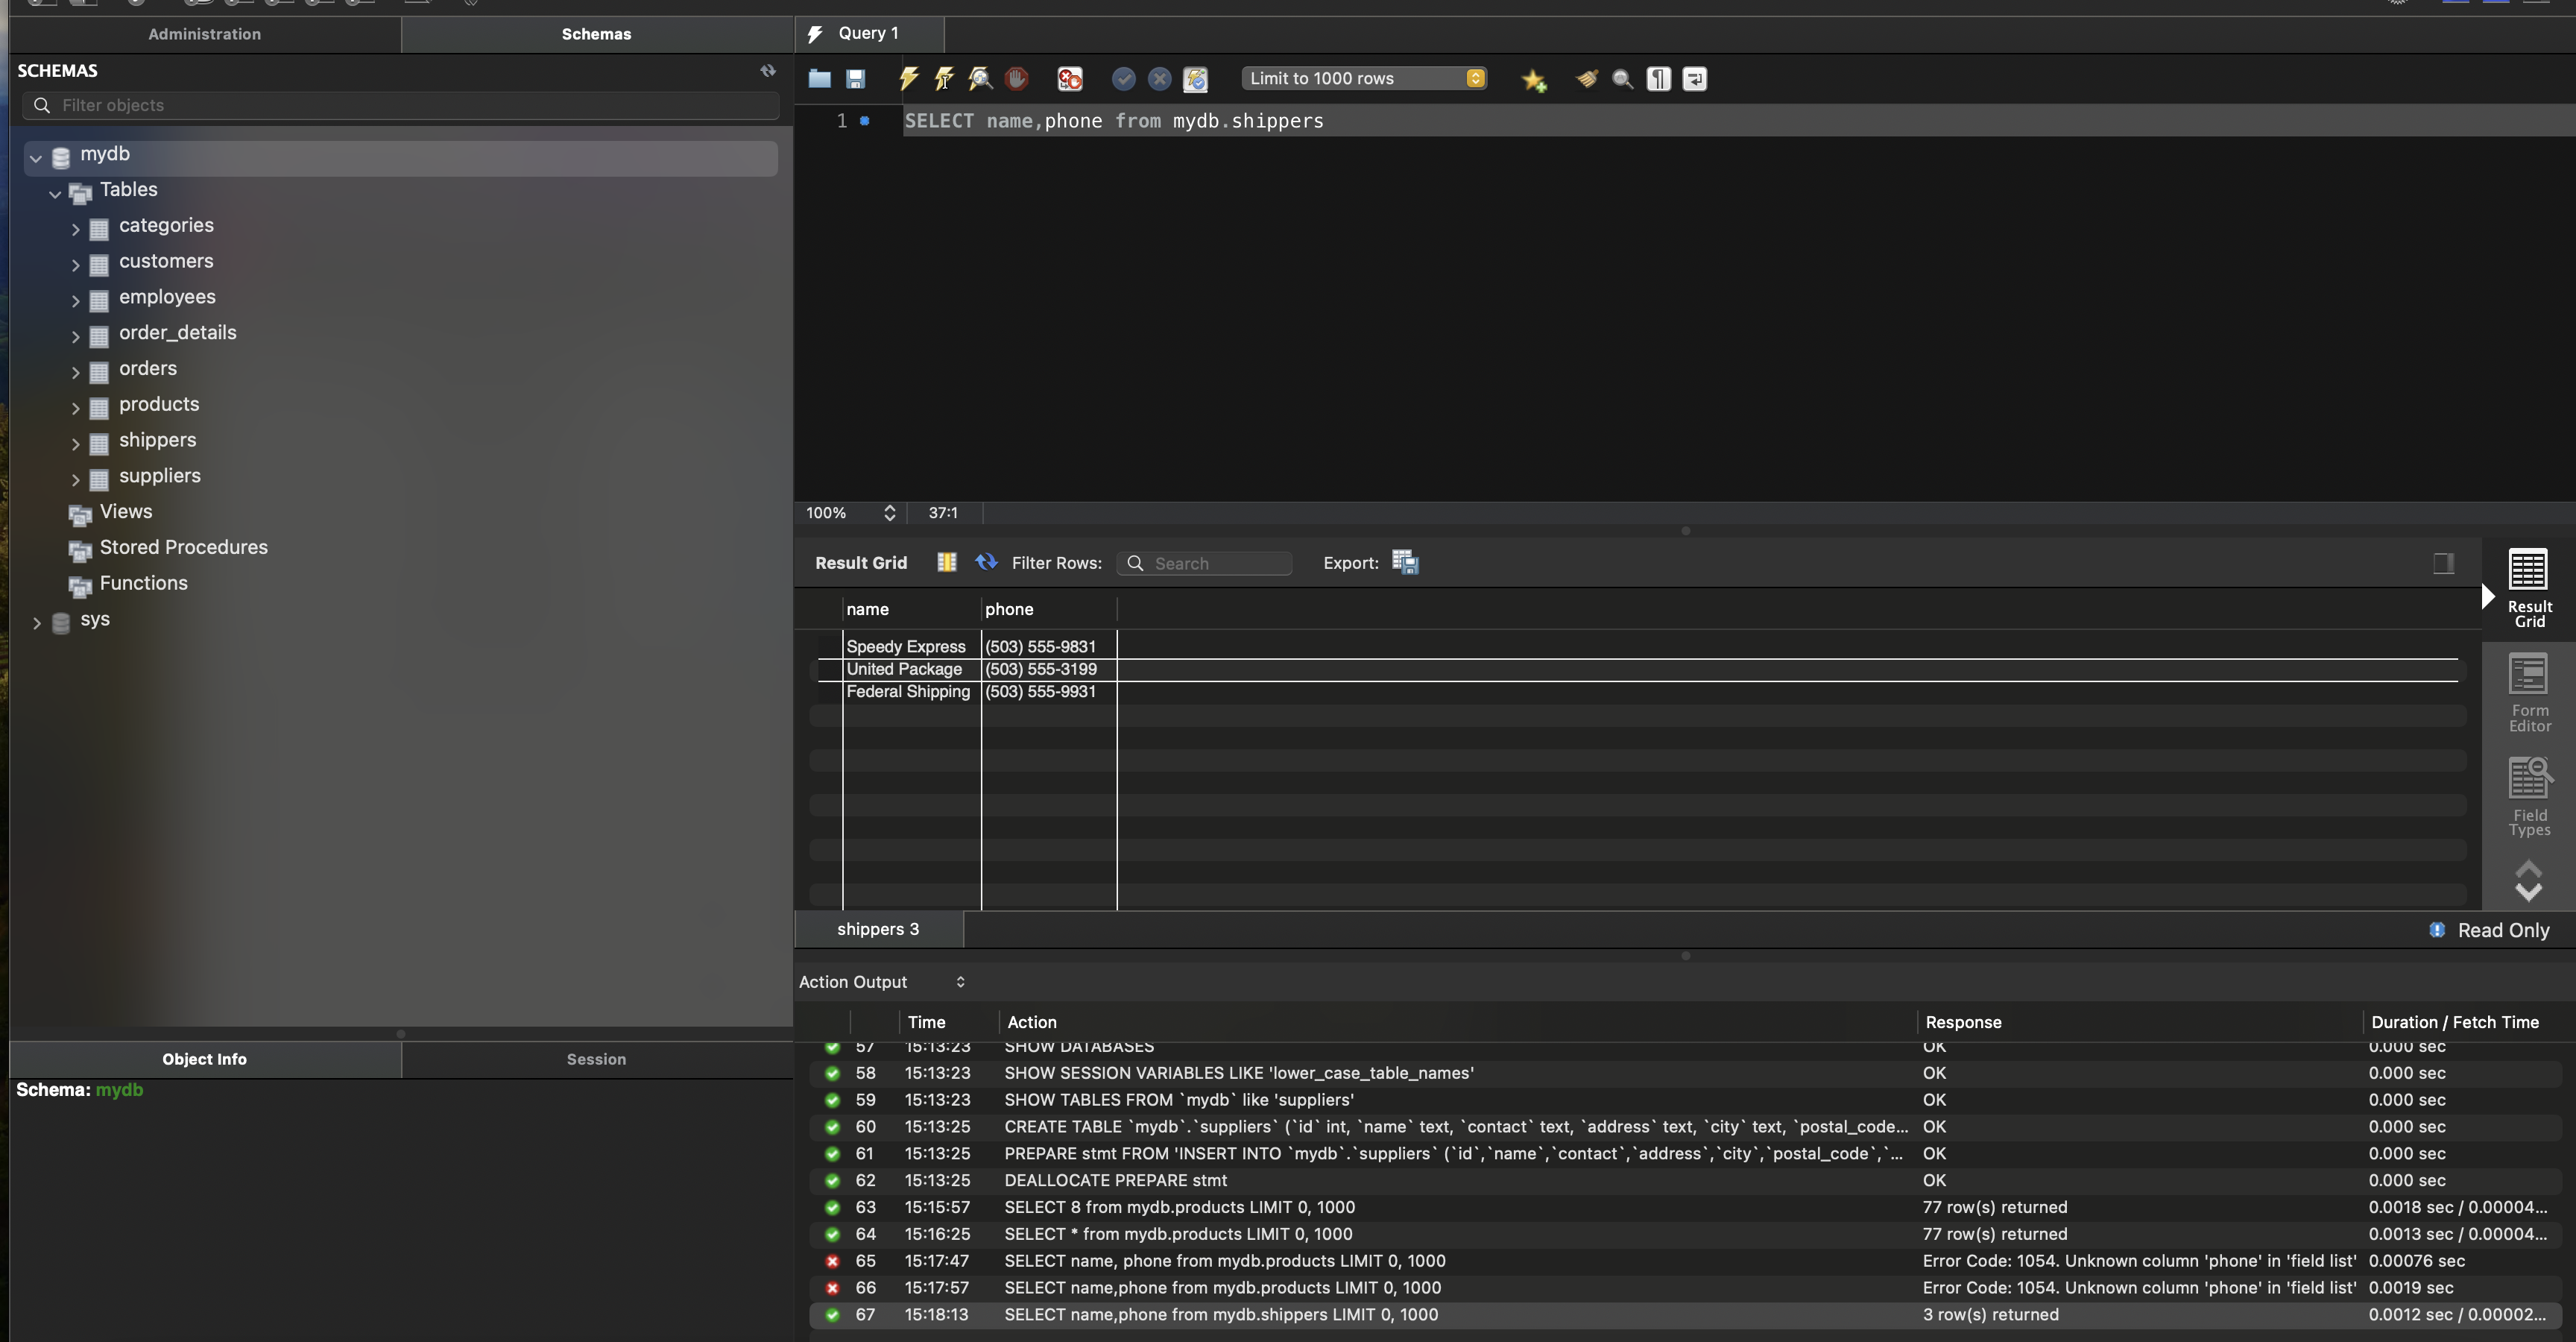 Administration
Schemas
SCHEMAS
Filter objects
mydb
Tables
categories
customers
employees
order_details
orders
products
shippers
suppliers
Views
Stored Procedures
Functions
sys
Object Info
Session
Schema: mydb
Query 1
Limit to 1000 rows
1
SELECT name,phone from mydb.shippers
100%
37:1
Result Grid
Filter Rows:
Search
Export:
name phone
Speedy Express (503) 555-9831
United Package (503) 555-3199
Federal Shipping (503) 555-9931
Result
Grid
Form
Editor
Field
Types
shippers 3
Read Only
Action Output
Time Action Response Duration / Fetch Time
57 15:13:23 SHOW DATABASES OK 0.000 sec
58 15:13:23 SHOW SESSION VARIABLES LIKE 'lower_case_table_names' OK 0.000 sec
59 15:13:23 SHOW TABLES FROM `mydb` like 'suppliers' OK 0.000 sec
60 15:13:25 CREATE TABLE `mydb`.`suppliers` (`id` int, `name` text, `contact` text, `address` text, `city` text, `postal_code... OK 0.000 sec
61 15:13:25 PREPARE stmt FROM 'INSERT INTO `mydb`.`suppliers` (`id`,`name`,`contact`,`address`,`city`,`postal_code`,`... OK 0.000 sec
62 15:13:25 DEALLOCATE PREPARE stmt OK 0.000 sec
63 15:15:57 SELECT 8 from mydb.products LIMIT 0, 1000 77 row(s) returned 0.0018 sec / 0.00004...
64 15:16:25 SELECT * from mydb.products LIMIT 0, 1000 77 row(s) returned 0.0013 sec / 0.00004...
65 15:17:47 SELECT name, phone from mydb.products LIMIT 0, 1000 Error Code: 1054. Unknown column 'phone' in 'field list' 0.00076 sec
66 15:17:57 SELECT name,phone from mydb.products LIMIT 0, 1000 Error Code: 1054. Unknown column 'phone' in 'field list' 0.0019 sec
67 15:18:13 SELECT name,phone from mydb.shippers LIMIT 0, 1000 3 row(s) returned 0.0012 sec / 0.00002...